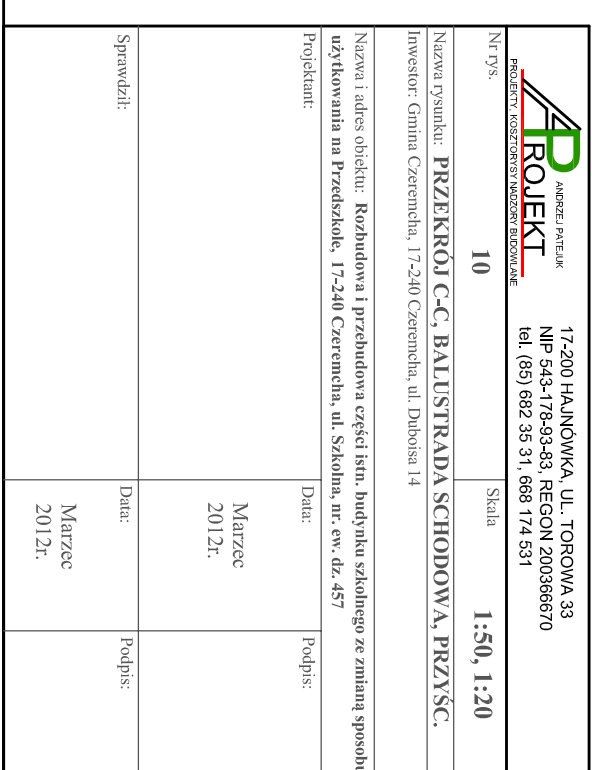 PROJEKT
ANDRZEJ PATEJUK
PROJEKTY, KOSZTORYSY NADZORY BUDOWLANE
17-200 HAJNÓWKA, UL. TOROWA 33
NIP 543-178-93-83, REGON 200366670
tel. (85) 682 35 31, 668 174 531
Nr rys. 10 Skala 1:50, 1:20
Nazwa rysunku: PRZEKRÓJ C-C, BALUSTRADA SCHODOWA, PRZYŚC.
Inwestor: Gmina Czeremcha, 17-240 Czeremcha, ul. Duboisa 14
Nazwa i adres obiektu: Rozbudowa i przebudowa części istn. budynku szkolnego ze zmianą sposobu
użytkowania na Przedszkole, 17-240 Czeremcha, ul. Szkolna, nr. ew. dz. 457
Projektant: Data: Podpis:
Marzec
2012r.
Sprawdził: Data: Podpis:
Marzec
2012r.